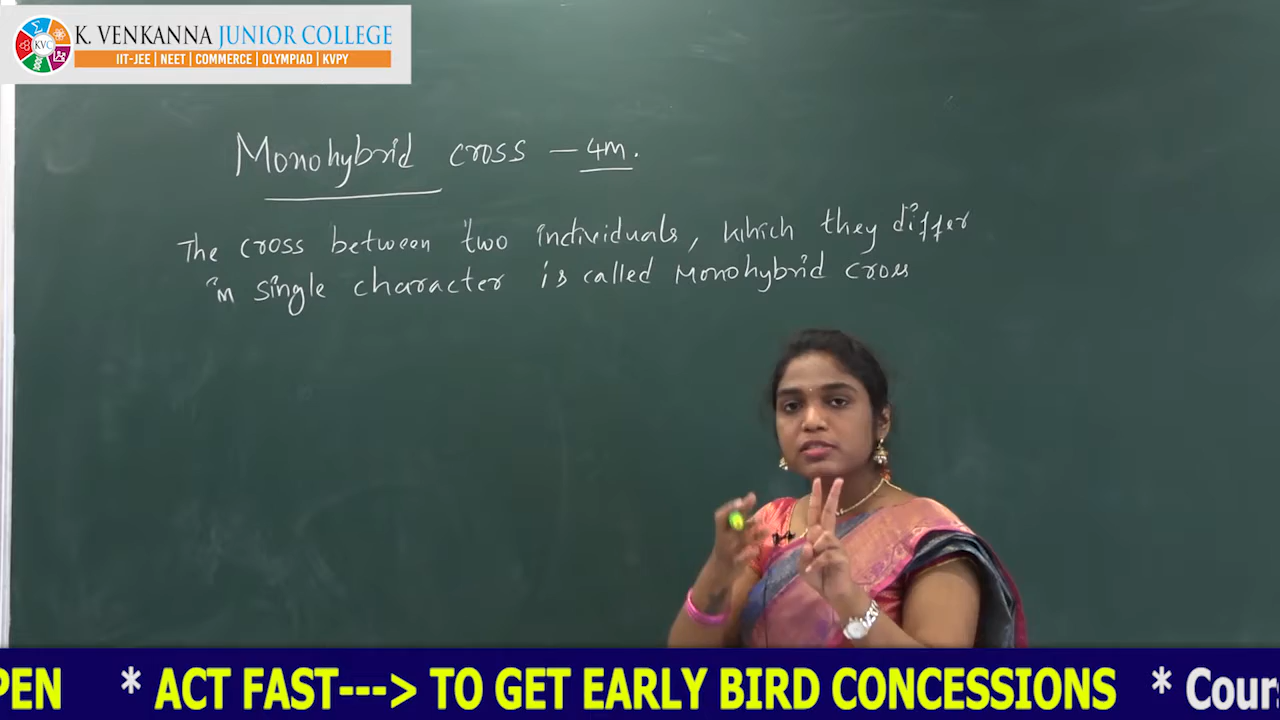 K. VENKANNA JUNIOR COLLEGE
KVC
IIT-JEE | NEET | COMMERCE | OLYMPIAD | KVPY
Monohybrid cross – 4M.
The cross between two individuals, which they differ
in single character is called Monohybrid cross
PEN * ACT FAST---> TO GET EARLY BIRD CONCESSIONS * Cour